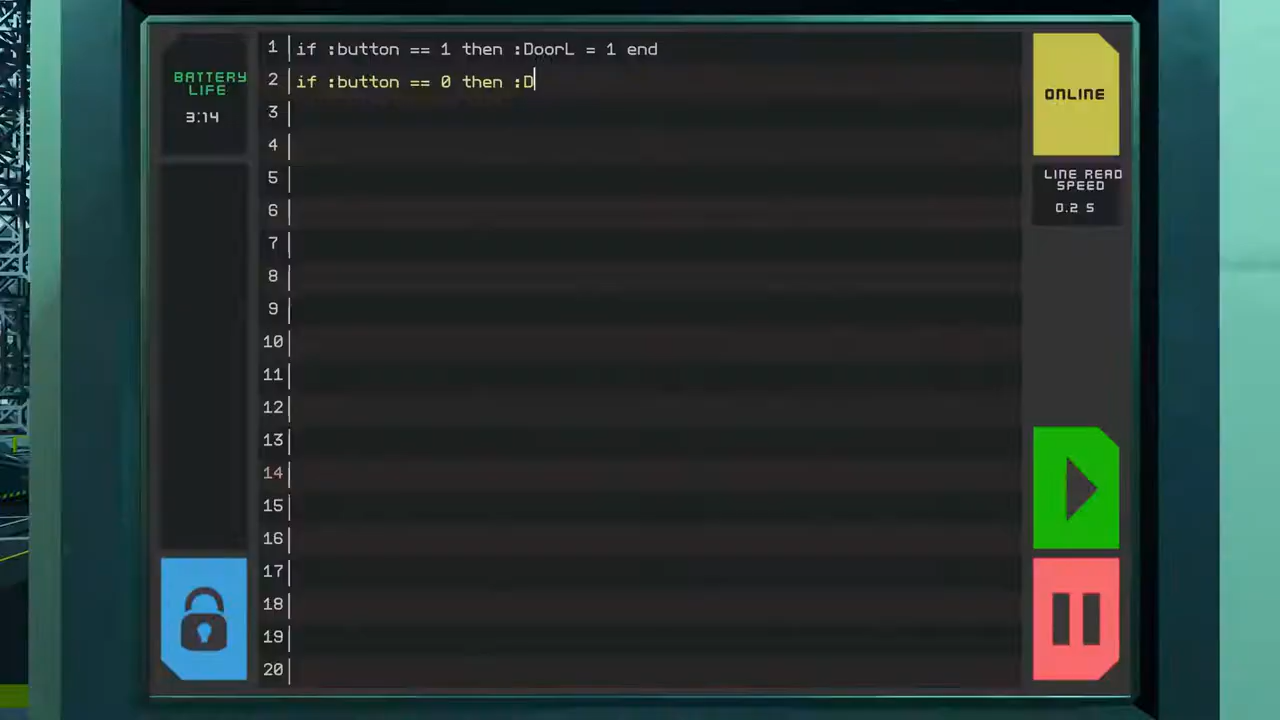 BATTERY
LIFE
3:14
1 if :button == 1 then :DoorL = 1 end
2 if :button == 0 then :D
3
4
5
6
7
8
9
10
11
12
13
14
15
16
17
18
19
20
ONLINE
LINE READ
SPEED
0.2 S